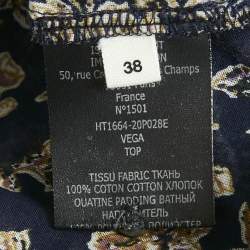 38
50, rue C Champs
France
N°1501
HT1664-20P028E
VEGA
TOP
TISSU FABRIC ТКАНЬ
100% COTON COTTON ХЛОПОК
OUATINE PADDING ВАТНЫЙ